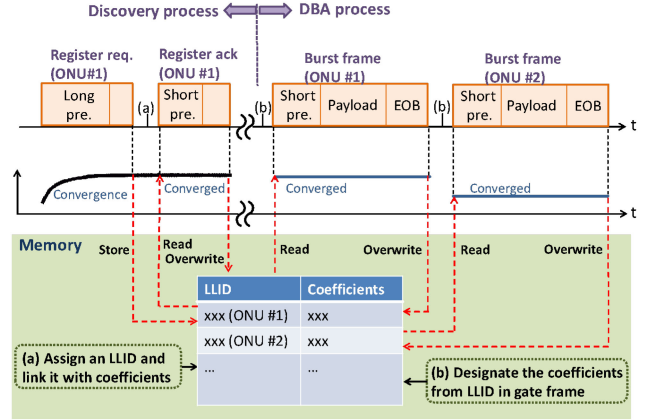 Discovery process
DBA process
Register req.
(ONU#1)
Register ack
(ONU #1)
Burst frame
(ONU #1)
Burst frame
(ONU #2)
Long
pre.
(a)
Short
pre.
(b)
Short
pre.
Payload
EOB
(b)
Short
pre.
Payload
EOB
t
Convergence
Converged
Converged
Converged
t
Memory
Store
Read
Overwrite
Read
Overwrite
Read
Overwrite
LLID
Coefficients
xxx (ONU #1)
xxx
xxx (ONU #2)
xxx
...
...
(a) Assign an LLID and
link it with coefficients
(b) Designate the coefficients
from LLID in gate frame